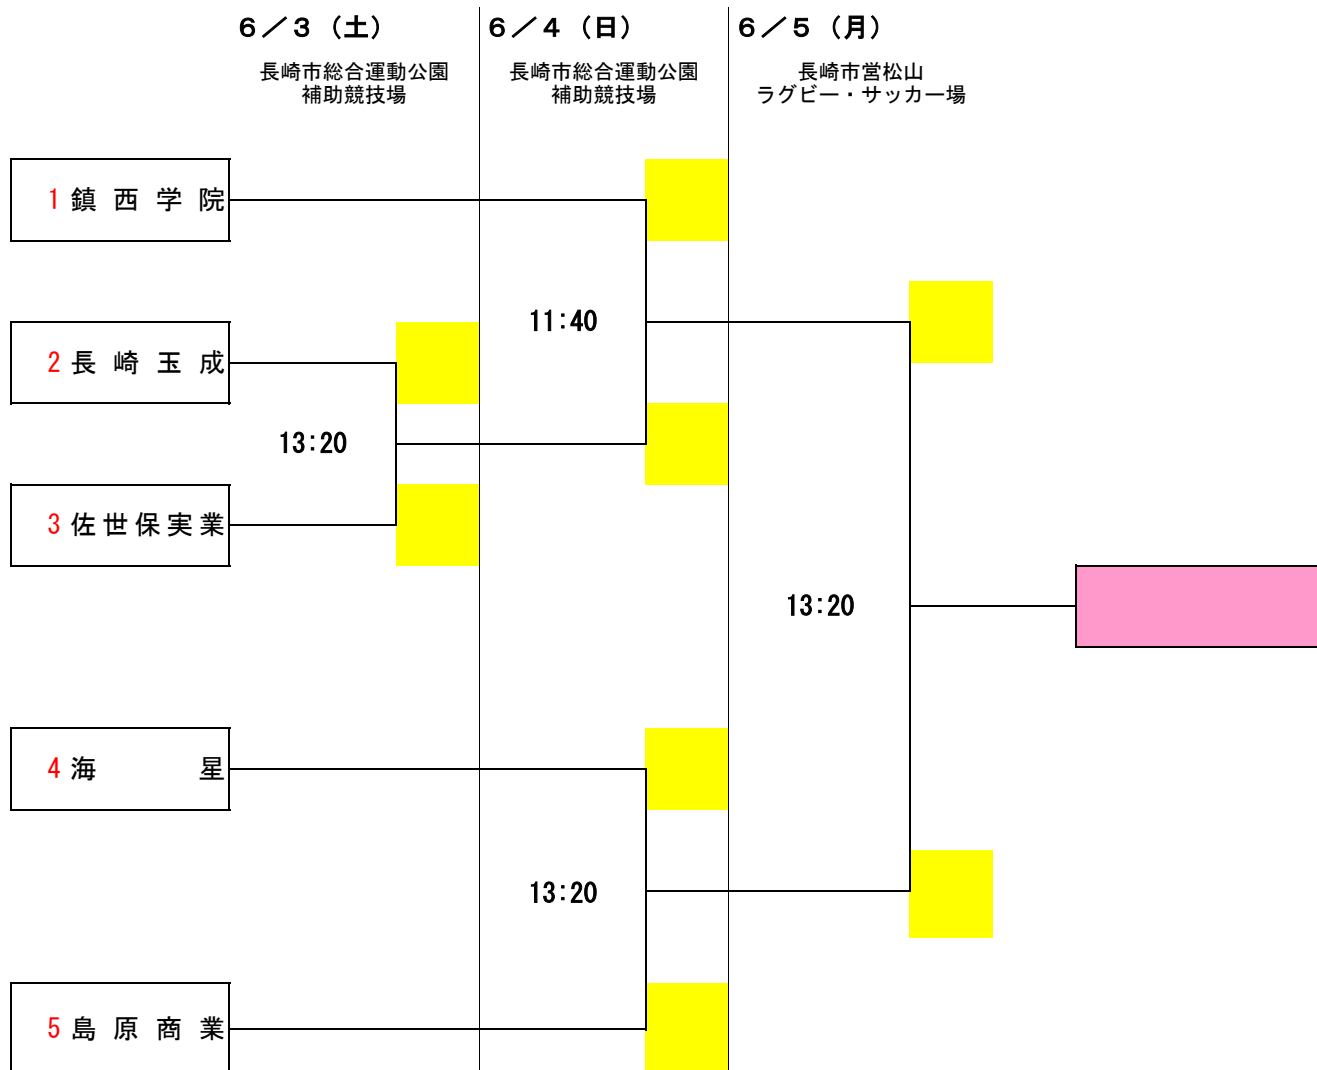 ６／３（土）
６／４（日）
６／５（月）
長崎市総合運動公園
補助競技場
長崎市総合運動公園
補助競技場
長崎市営松山
ラグビー・サッカー場
1 鎮西学院
11:40
2 長崎玉成
13:20
3 佐世保実業
13:20
4 海星
13:20
5 島原商業